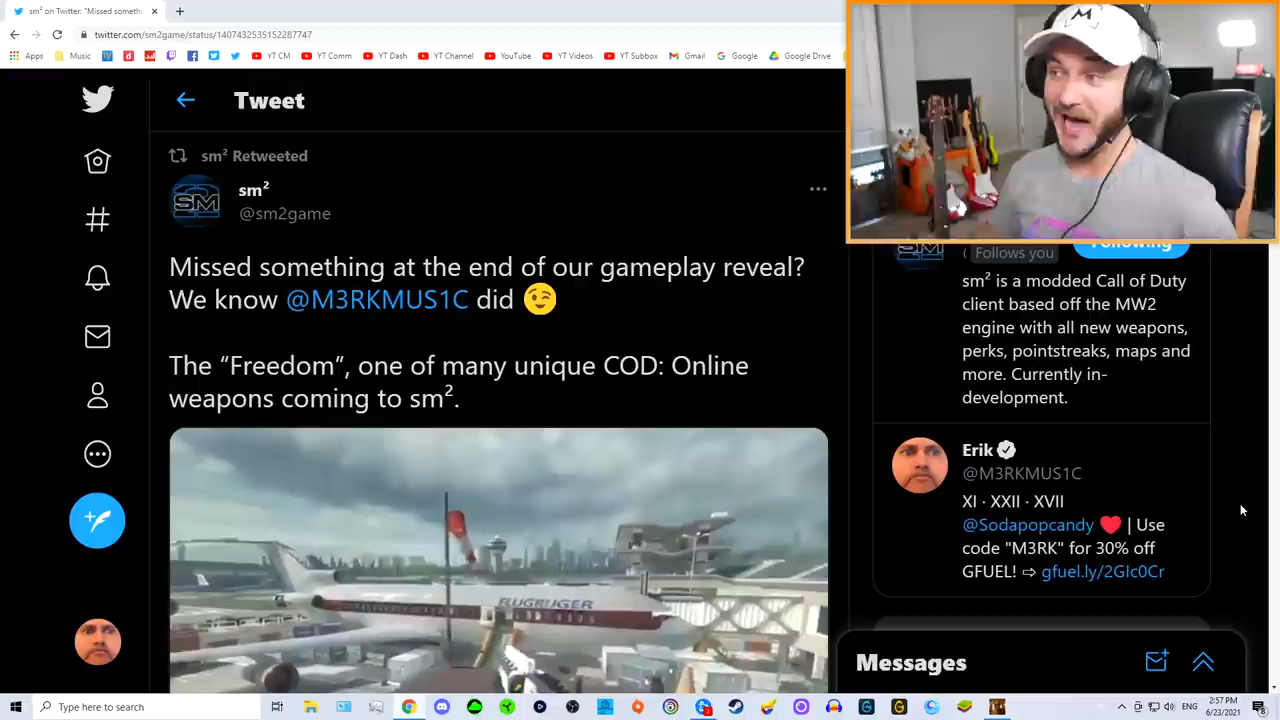 sm² on Twitter: "Missed somethi
twitter.com/sm2game/status/1407432535152287747
Apps
Music
YT CM
YT Comm
YT Dash
YT Channel
YouTube
YT Videos
YT Subbox
Gmail
Google
Google Drive
Tweet
sm² Retweeted
sm²
@sm2game
Missed something at the end of our gameplay reveal?
We know @M3RKMUS1C did 😉
The “Freedom“, one of many unique COD: Online
weapons coming to sm².
Follows you
Following
sm² is a modded Call of Duty
client based off the MW2
engine with all new weapons,
perks, pointstreaks, maps and
more. Currently in-
development.
Erik
@M3RKMUS1C
XI · XXII · XVII
@Sodapopcandy ❤️ | Use
code "M3RK" for 30% off
GFUEL! ⇨ gfuel.ly/2GIc0Cr
Messages
Type here to search
2:57 PM
6/23/2021